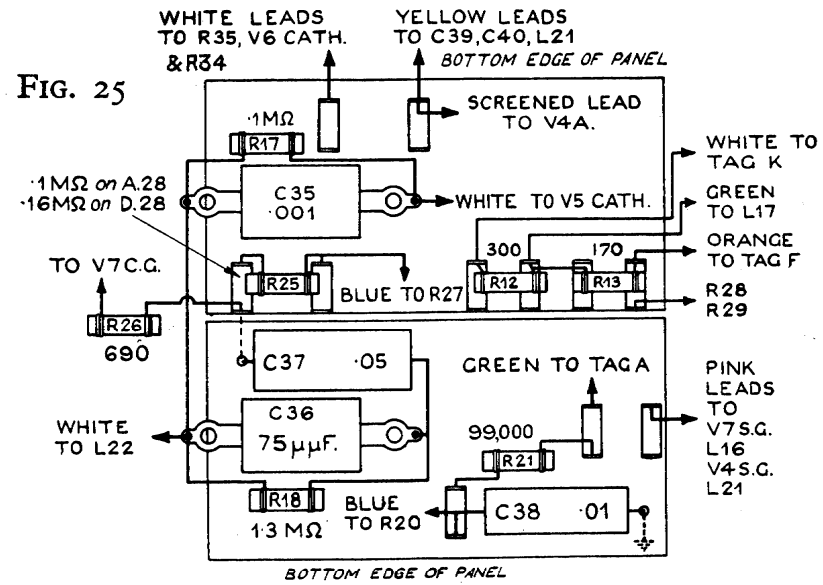 WHITE LEADS
TO R35, V6 CATH.
& R34
YELLOW LEADS
TO C39, C40, L21
BOTTOM EDGE OF PANEL
FIG. 25
SCREENED LEAD
TO V4A.
·1MΩ
R17
WHITE TO
TAG K
·1MΩ on A.28
·16MΩ on D.28
C35
·001
WHITE TO V5 CATH.
GREEN
TO L17
300
170
ORANGE
TO TAG F
TO V7 C.G.
R25
BLUE TO R27
R12
R13
R28
R29
R26
690
C37 ·05
GREEN TO TAG A
PINK
LEADS
TO
V7 S.G.
L16
V4 S.G.
L21
C36
75µµF.
WHITE
TO L22
99,000
R21
R18
1·3 MΩ
BLUE
TO R20
C38 ·01
BOTTOM EDGE OF PANEL